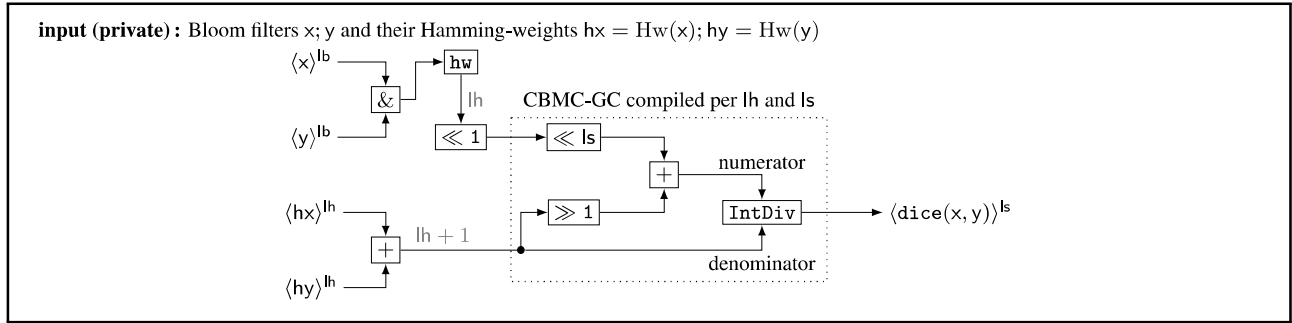 input (private) : Bloom filters x; y and their Hamming-weights hx = Hw(x); hy = Hw(y)
⟨x⟩^lb
hw
&
lh
CBMC-GC compiled per lh and ls
⟨y⟩^lb
≪ 1
≪ ls
numerator
+
⟨hx⟩^lh
≫ 1
IntDiv
⟨dice(x, y)⟩^ls
lh + 1
+
denominator
⟨hy⟩^lh